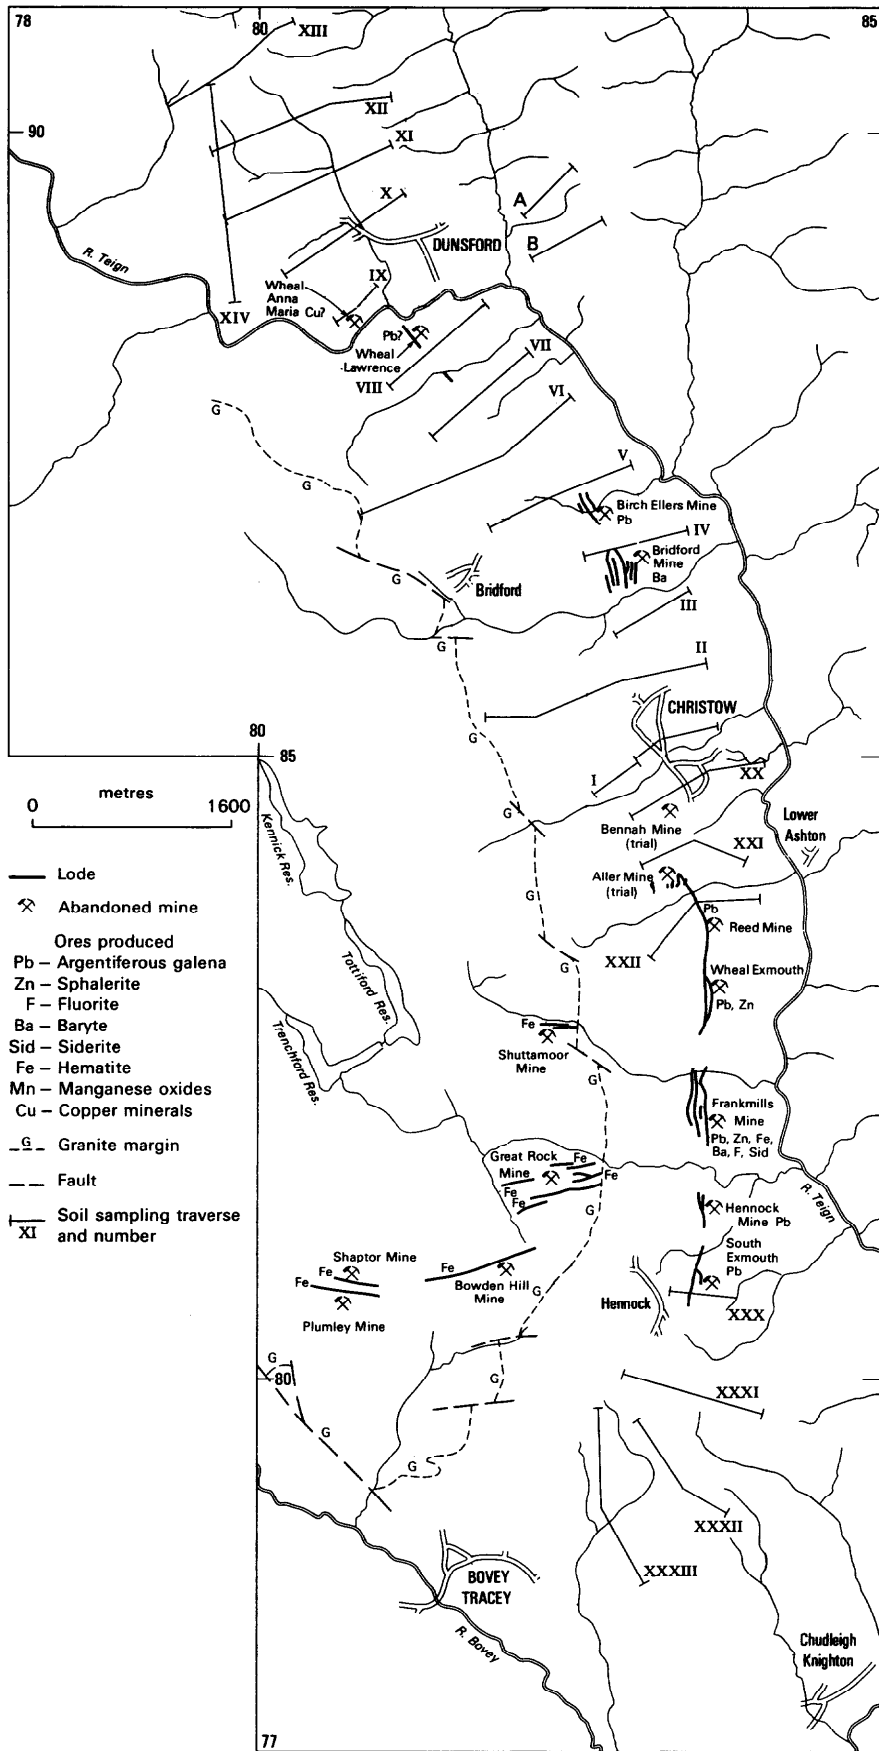 78
80
85
XIII
XII
90
XI
X
A
B
DUNSFORD
R. Teign
IX
Wheal
Anna
Maria Cu?
XIV
Pb?
Wheal
Lawrence
VIII
VII
VI
G
G
V
Birch Ellers Mine
Pb
IV
Bridford
Mine
Ba
G
Bridford
III
G
II
CHRISTOW
G
80
85
metres
0 1600
I
XX
G
Bennah Mine
(trial)
Lower
Ashton
XXI
Kennick Res.
Lode
Aller Mine
(trial)
Abandoned mine
G
Pb
Reed Mine
Ores produced
Pb – Argentiferous galena
Zn – Sphalerite
F – Fluorite
Ba – Baryte
Sid – Siderite
Fe – Hematite
Mn – Manganese oxides
Cu – Copper minerals
G Granite margin
Fault
XI Soil sampling traverse
and number
Tottiford Res.
Trenchford Res.
XXII
G
Wheal Exmouth
Pb, Zn
Fe
Shuttamoor
Mine
G
Frankmills
Mine
Pb, Zn, Fe,
Ba, F, Sid
Great Rock
Mine
Fe
Fe
Fe
Fe
G
R. Teign
Hennock
Mine Pb
South
Exmouth
Pb
Shaptor Mine
Fe
Fe
Plumley Mine
Fe
Bowden Hill
Mine
G
Hennock
XXX
G
80
G
XXXI
G
G
XXXII
XXXIII
BOVEY
TRACEY
R. Bovey
Chudleigh
Knighton
77